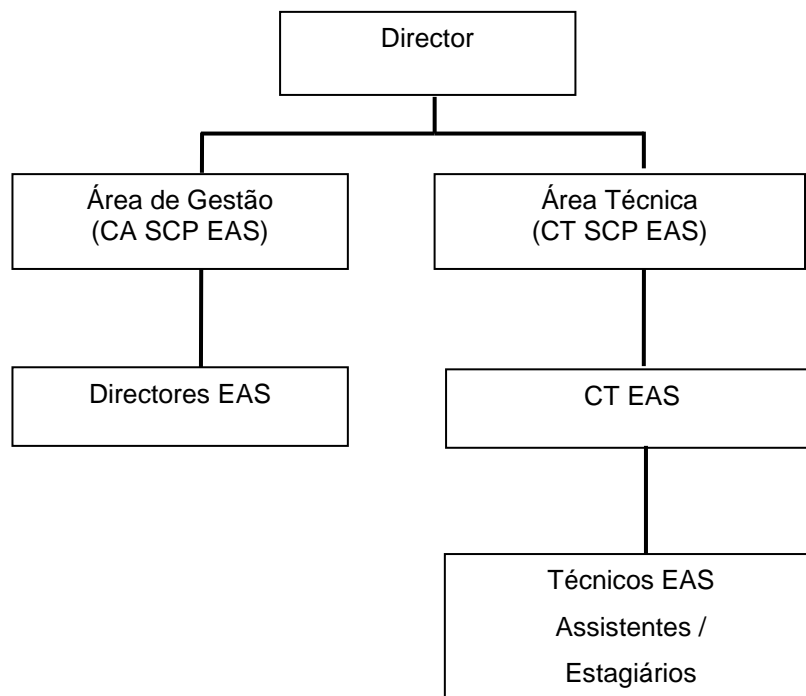 Director
Área de Gestão
(CA SCP EAS)
Área Técnica
(CT SCP EAS)
Directores EAS
CT EAS
Técnicos EAS
Assistentes /
Estagiários